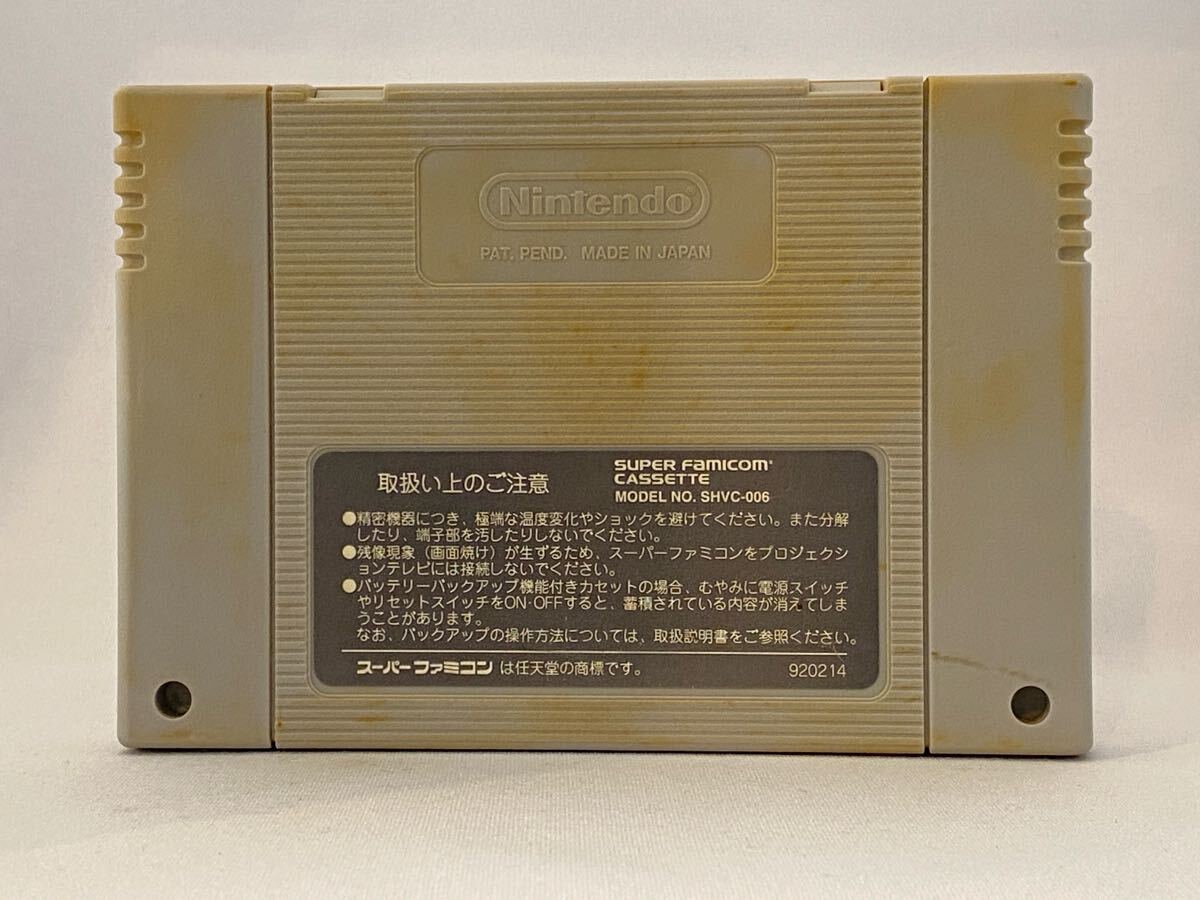 Nintendo®
PAT. PEND. MADE IN JAPAN
取扱い上のご注意
SUPER FAMICOM®
CASSETTE
MODEL NO. SHVC-006
●精密機器につき、極端な温度変化やショックを避けてください。また分解
したり、端子部を汚したりしないでください。
●残像現象（画面焼け）が生ずるため、スーパーファミコンをプロジェクシ
ョンテレビには接続しないでください。
●バッテリーバックアップ機能付きカセットの場合、むやみに電源スイッチ
やリセットスイッチをON・OFFすると、蓄積されている内容が消えてしま
うことがあります。
なお、バックアップの操作方法については、取扱説明書をご参照ください。
スーパーファミコンは任天堂の商標です。
920214